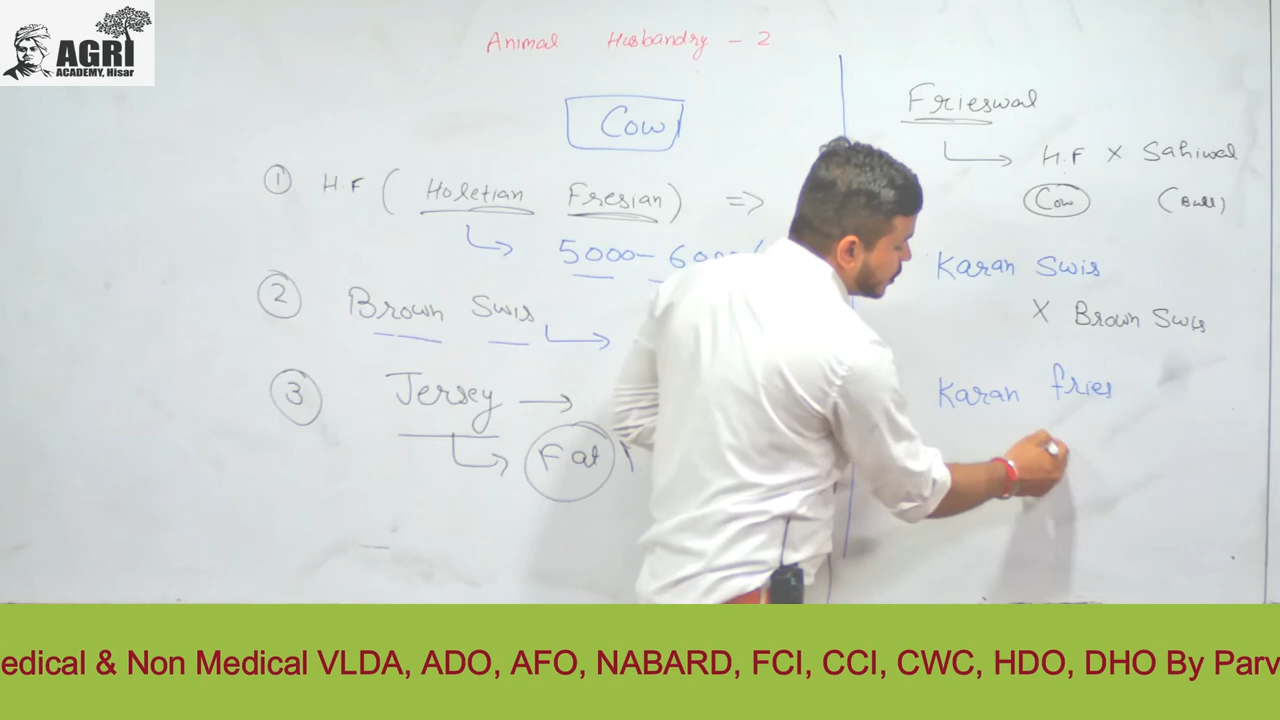 AGRI
ACADEMY, Hisar
Animal Husbandry - 2
Cow
① H.F ( Holetian Fresian) =>
5000-6000
② Brown Swis
③ Jersey
Fat
Frieswal
H.F X Sahiwal
Cow (Bull)
Karan Swis
X Brown Swis
Karan fries
edical & Non Medical VLDA, ADO, AFO, NABARD, FCI, CCI, CWC, HDO, DHO By Parv